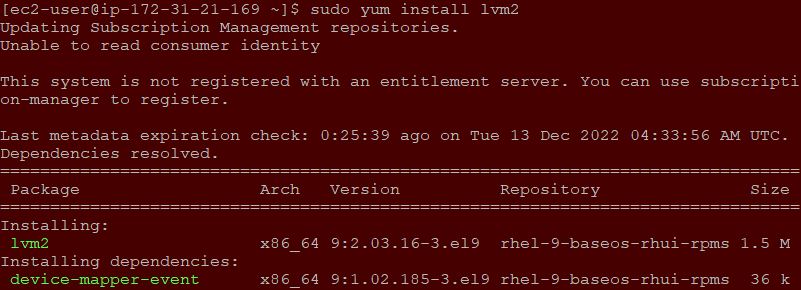 [ec2-user@ip-172-31-21-169 ~]$ sudo yum install lvm2
Updating Subscription Management repositories.
Unable to read consumer identity
This system is not registered with an entitlement server. You can use subscripti
on-manager to register.
Last metadata expiration check: 0:25:39 ago on Tue 13 Dec 2022 04:33:56 AM UTC.
Dependencies resolved.
================================================================================
Package Arch Version Repository Size
================================================================================
Installing:
lvm2 x86_64 9:2.03.16-3.el9 rhel-9-baseos-rhui-rpms 1.5 M
Installing dependencies:
device-mapper-event x86_64 9:1.02.185-3.el9 rhel-9-baseos-rhui-rpms 36 k